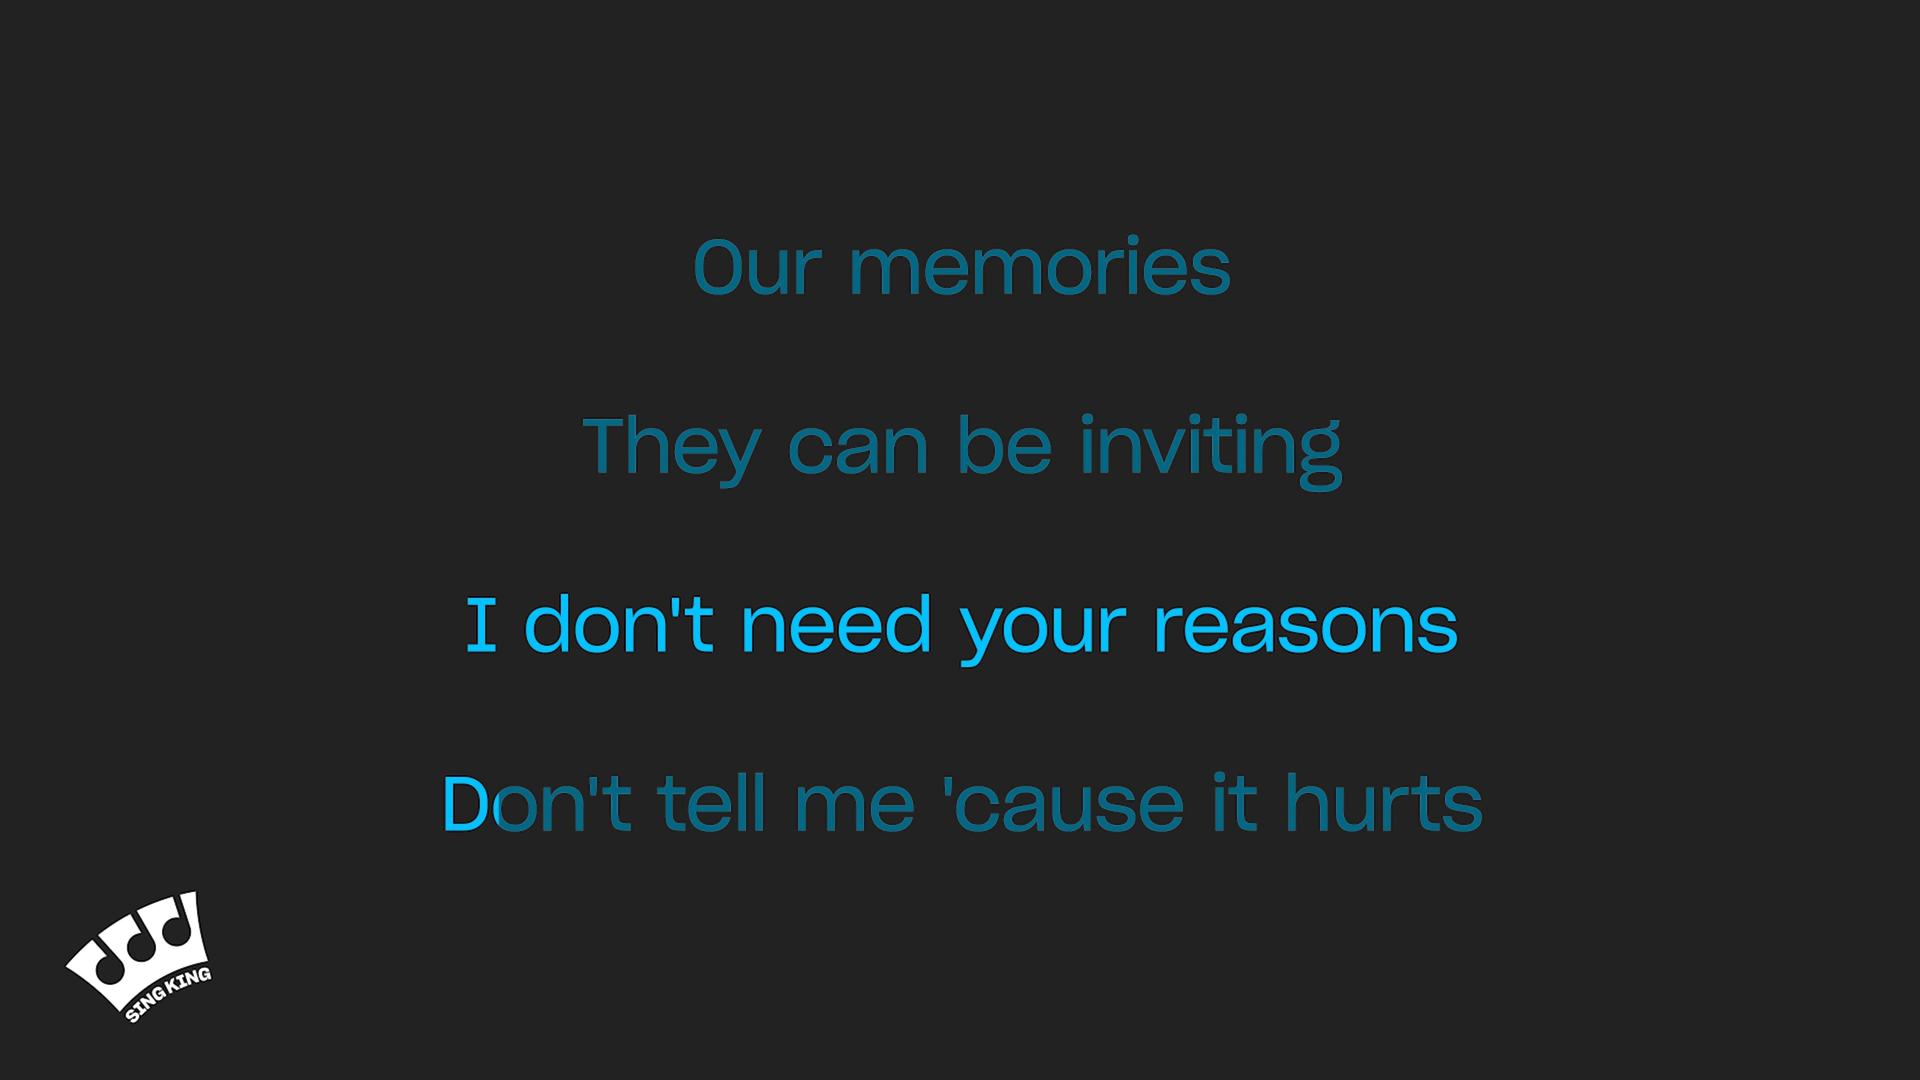 Our memories
They can be inviting
I don't need your reasons
Don't tell me 'cause it hurts
SING KING